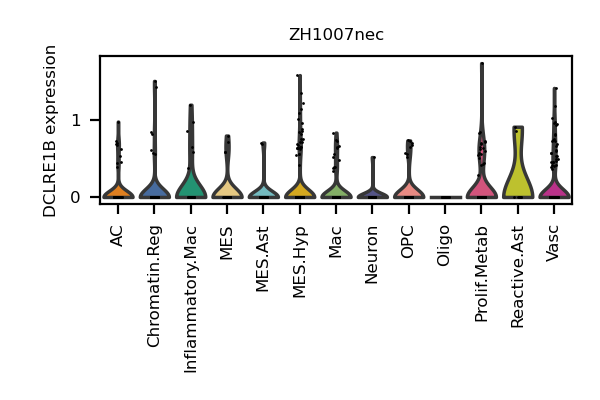 ZH1007nec
DCLRE1B expression
1
0
AC
Chromatin.Reg
Inflammatory.Mac
MES
MES.Ast
MES.Hyp
Mac
Neuron
OPC
Oligo
Prolif.Metab
Reactive.Ast
Vasc